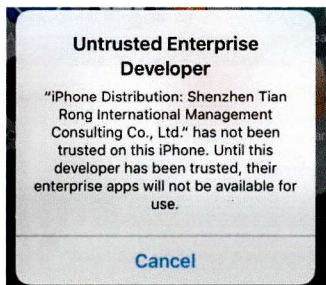 Untrusted Enterprise
Developer
"iPhone Distribution: Shenzhen Tian
Rong International Management
Consulting Co., Ltd." has not been
trusted on this iPhone. Until this
developer has been trusted, their
enterprise apps will not be available for
use.
Cancel